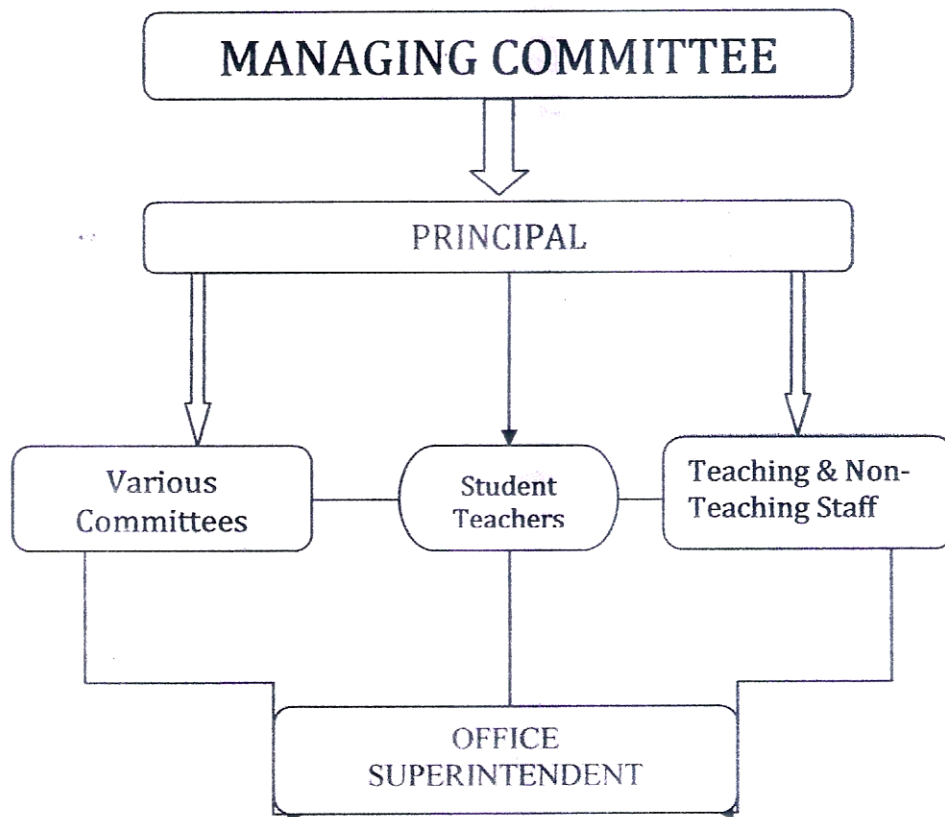 MANAGING COMMITTEE
PRINCIPAL
Various
Committees
Student
Teachers
Teaching & Non-
Teaching Staff
OFFICE
SUPERINTENDENT